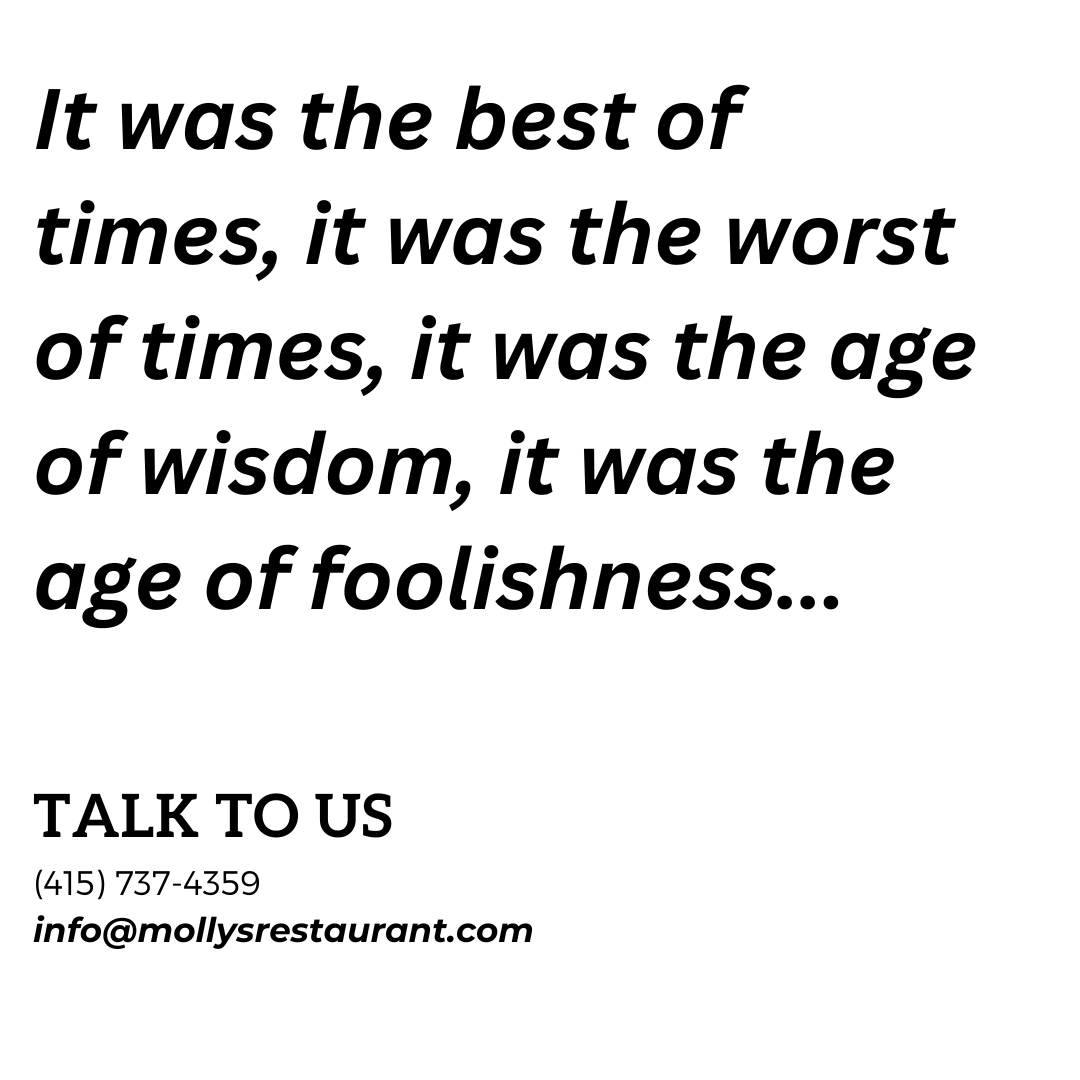 It was the best of
times, it was the worst
of times, it was the age
of wisdom, it was the
age of foolishness...
TALK TO US
(415) 737-4359
info@mollysrestaurant.com